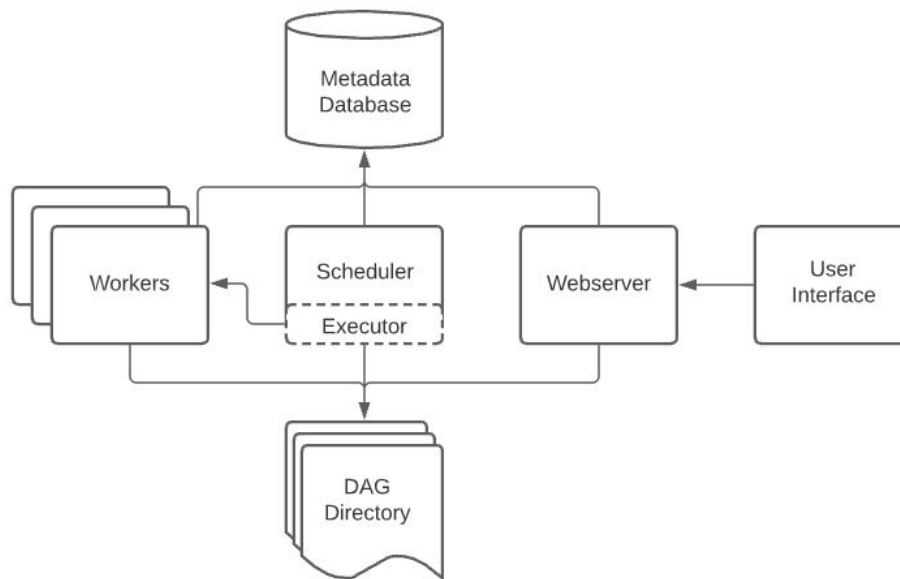 Metadata
Database
Workers
Scheduler
Executor
Webserver
User
Interface
DAG
Directory